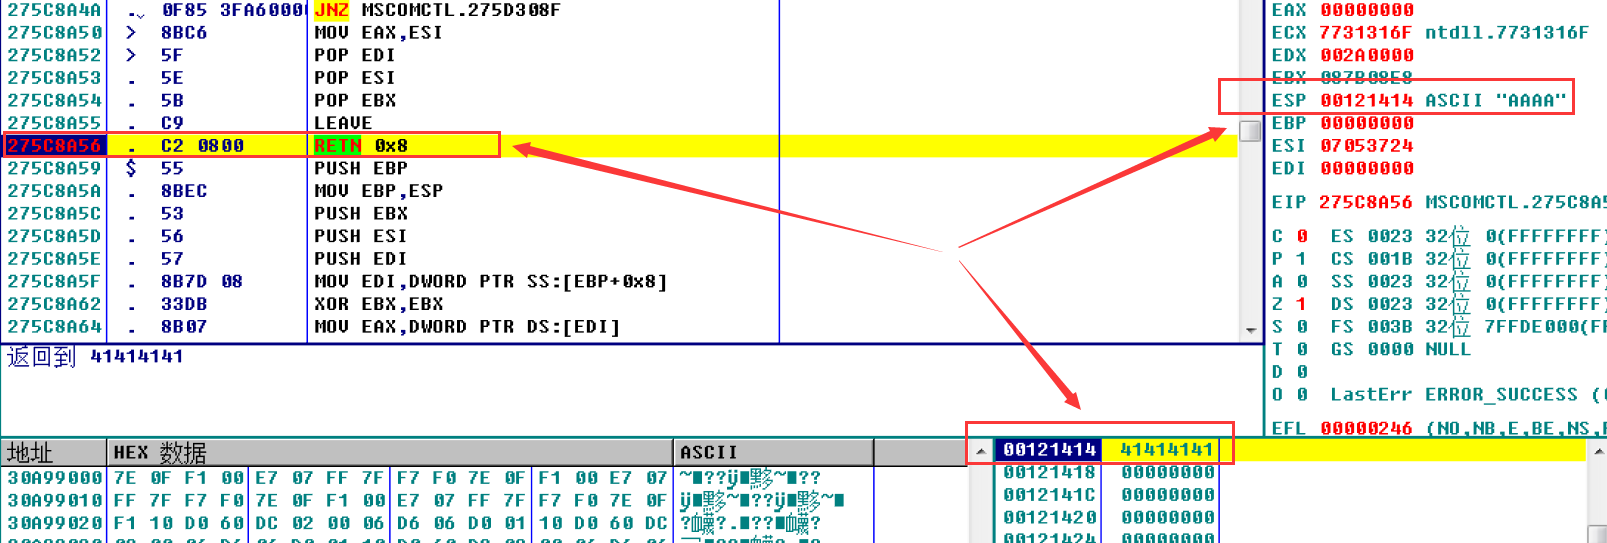 275C8A4A . 0F85 3FA6000 JNZ MSCOMCTL.275D308F
275C8A50 > 8BC6 MOV EAX,ESI
275C8A52 > 5F POP EDI
275C8A53 . 5E POP ESI
275C8A54 . 5B POP EBX
275C8A55 . C9 LEAVE
275C8A56 . C2 0800 RETN 0x8
275C8A59 $ 55 PUSH EBP
275C8A5A . 8BEC MOV EBP,ESP
275C8A5C . 53 PUSH EBX
275C8A5D . 56 PUSH ESI
275C8A5E . 57 PUSH EDI
275C8A5F . 8B7D 08 MOV EDI,DWORD PTR SS:[EBP+0x8]
275C8A62 . 33DB XOR EBX,EBX
275C8A64 . 8B07 MOV EAX,DWORD PTR DS:[EDI]
返回到 41414141
EAX 00000000
ECX 7731316F ntdll.7731316F
EDX 002A0000
EBX 087B08E8
ESP 00121414 ASCII "AAAA"
EBP 00000000
ESI 07053724
EDI 00000000
EIP 275C8A56 MSCOMCTL.275C8A5
C 0 ES 0023 32位 0(FFFFFFFF)
P 1 CS 001B 32位 0(FFFFFFFF)
A 0 SS 0023 32位 0(FFFFFFFF)
Z 1 DS 0023 32位 0(FFFFFFFF)
S 0 FS 003B 32位 7FFDE000(FF
T 0 GS 0000 NULL
D 0
O 0 LastErr ERROR_SUCCESS (
EFL 00000246 (NO,NB,E,BE,NS,
地址 HEX 数据 ASCII
30A99000 7E 0F F1 00 E7 07 FF 7F F7 F0 7E 0F F1 00 E7 07
30A99010 FF 7F F7 F0 7E 0F F1 00 E7 07 FF 7F F7 F0 7E 0F
30A99020 F1 10 D0 60 DC 02 00 06 D6 06 D0 01 10 D0 60 DC
00121414 41414141
00121418 00000000
0012141C 00000000
00121420 00000000
00121424 00000000